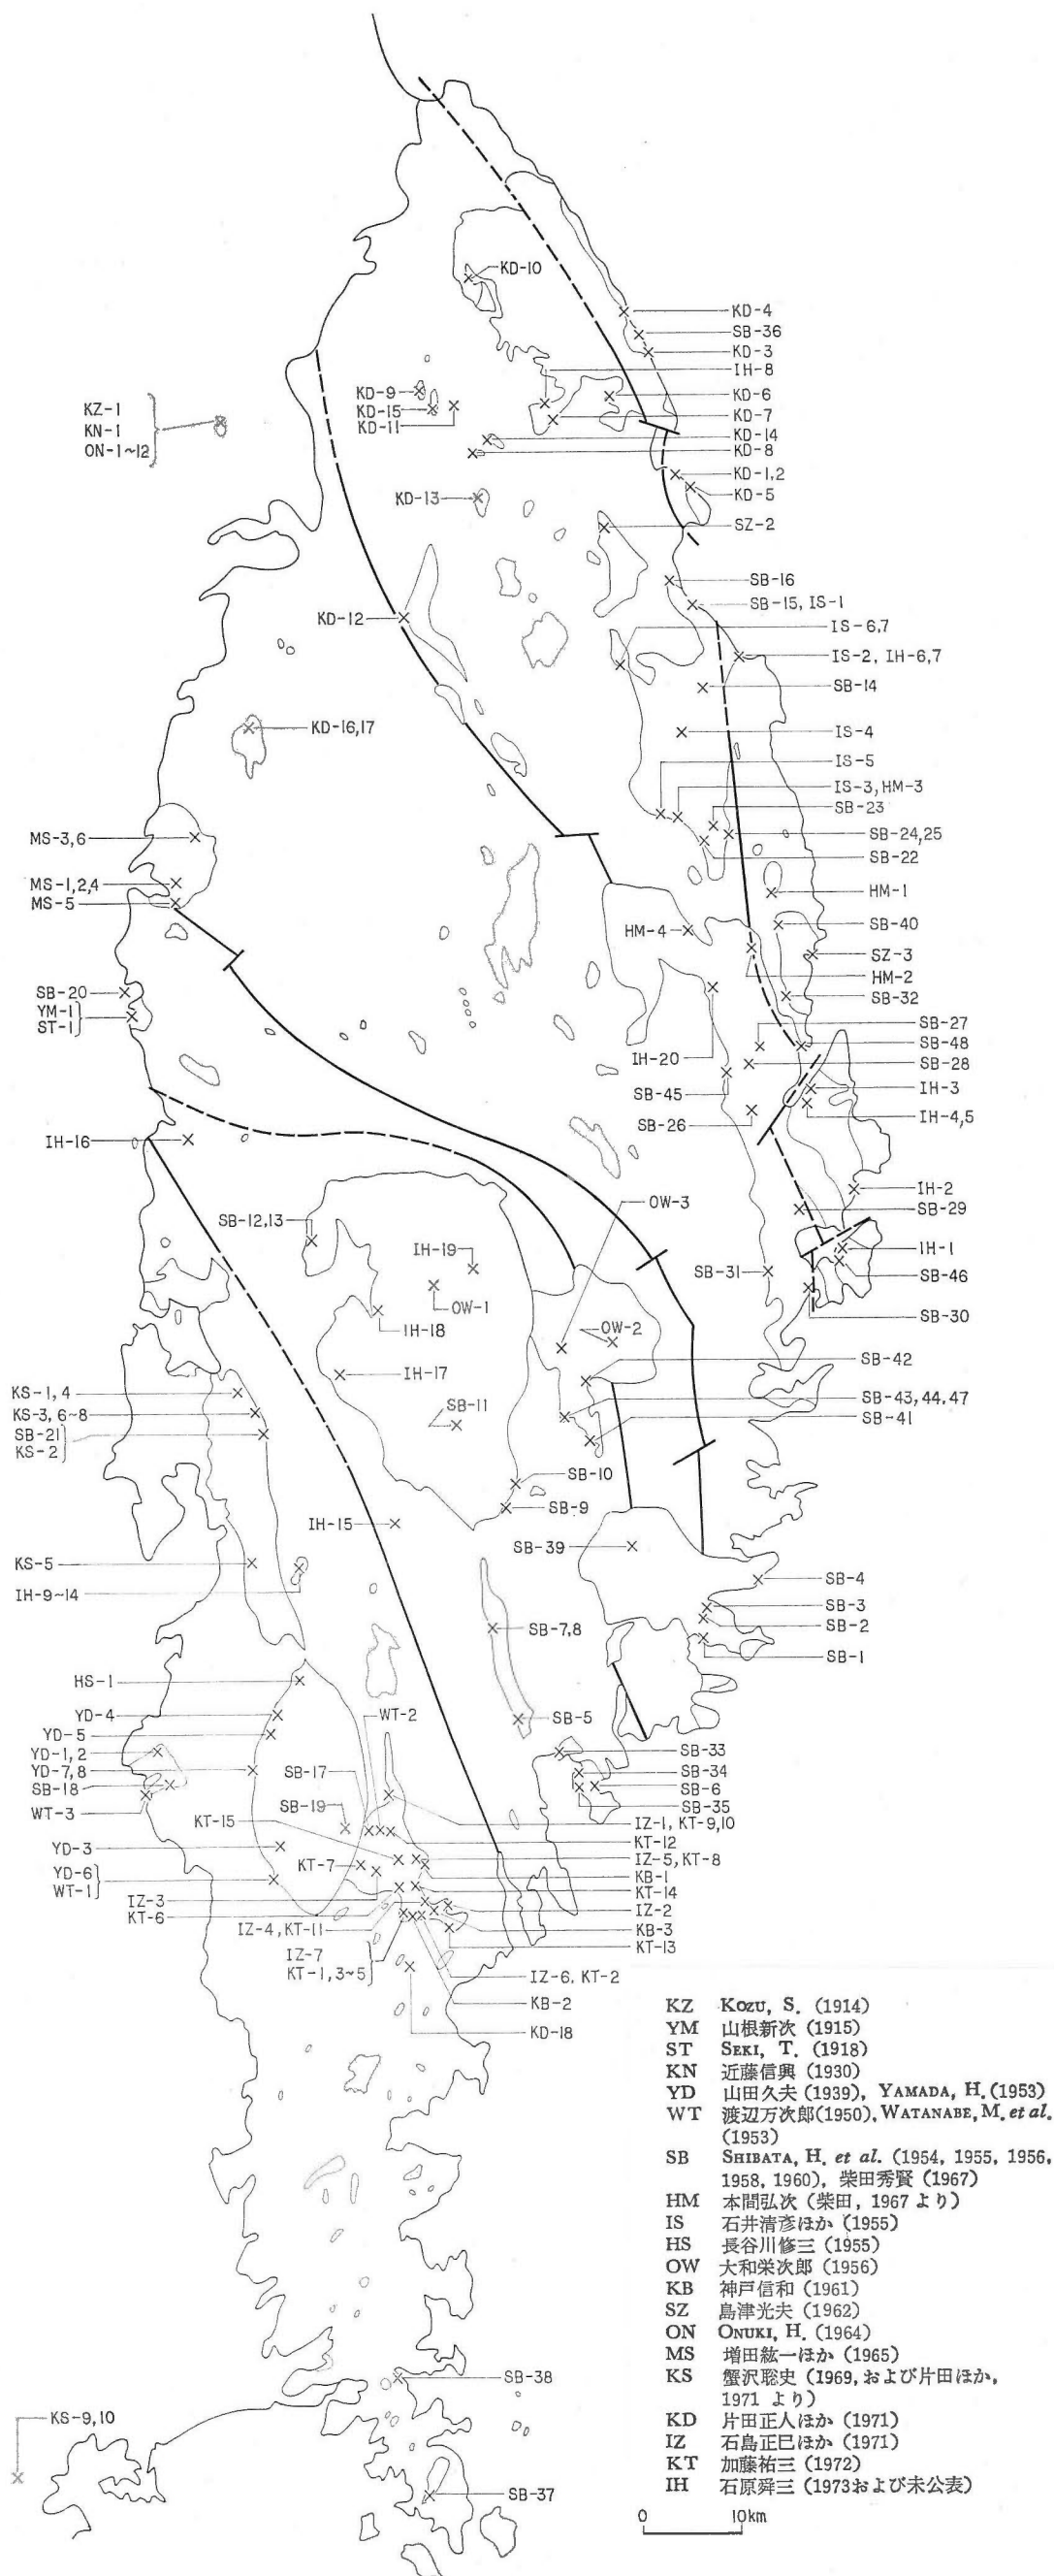 KD-10
KD-4
SB-36
KD-3
IH-8
KD-9
KD-6
KZ-1
KN-1
ON-1~12
KD-15
KD-11
KD-7
KD-14
KD-8
KD-1,2
KD-13
KD-5
SZ-2
SB-16
SB-15, IS-1
KD-12
IS-6,7
IS-2, IH-6,7
SB-14
KD-16,17
IS-4
IS-5
IS-3, HM-3
SB-23
MS-3,6
SB-24,25
SB-22
MS-1,2,4
HM-1
MS-5
SB-40
HM-4
SZ-3
HM-2
SB-20
SB-32
YM-1
ST-1
SB-27
SB-48
IH-20
SB-28
SB-45
IH-3
IH-4,5
SB-26
IH-16
IH-2
OW-3
SB-29
SB-12,13
IH-19
IH-1
SB-31
SB-46
OW-1
SB-30
IH-18
OW-2
SB-42
IH-17
KS-1,4
SB-43,44,47
SB-11
KS-3, 6~8
SB-41
SB-21
KS-2
SB-10
SB-9
IH-15
SB-39
KS-5
SB-4
IH-9~14
SB-3
SB-2
SB-7,8
SB-1
HS-1
YD-4
WT-2
SB-5
YD-5
YD-1,2
SB-33
YD-7,8
SB-17
SB-34
SB-18
SB-6
SB-35
WT-3
SB-19
KT-15
IZ-1, KT-9,10
KT-12
YD-3
IZ-5, KT-8
KT-7
KB-1
YD-6
WT-1
KT-14
IZ-3
IZ-2
KT-6
IZ-4, KT-11
KB-3
KT-13
IZ-7
KT-1,3~5
IZ-6, KT-2
KB-2
KD-18
SB-38
KS-9,10
SB-37
KZ KOZU, S. (1914)
YM 山根新次 (1915)
ST SEKI, T. (1918)
KN 近藤信興 (1930)
YD 山田久夫 (1939), YAMADA, H. (1953)
WT 渡辺万次郎(1950), WATANABE, M. et al.
(1953)
SB SHIBATA, H. et al. (1954, 1955, 1956,
1958, 1960), 柴田秀賢 (1967)
HM 本間弘次 (柴田, 1967 より)
IS 石井清彦ほか (1955)
HS 長谷川修三 (1955)
OW 大和栄次郎 (1956)
KB 神戸信和 (1961)
SZ 島津光夫 (1962)
ON ONUKI, H. (1964)
MS 増田紘一ほか (1965)
KS 蟹沢聡史 (1969, および片田ほか,
1971 より)
KD 片田正人ほか (1971)
IZ 石島正巳ほか (1971)
KT 加藤祐三 (1972)
IH 石原舜三 (1973および未公表)
0 10km